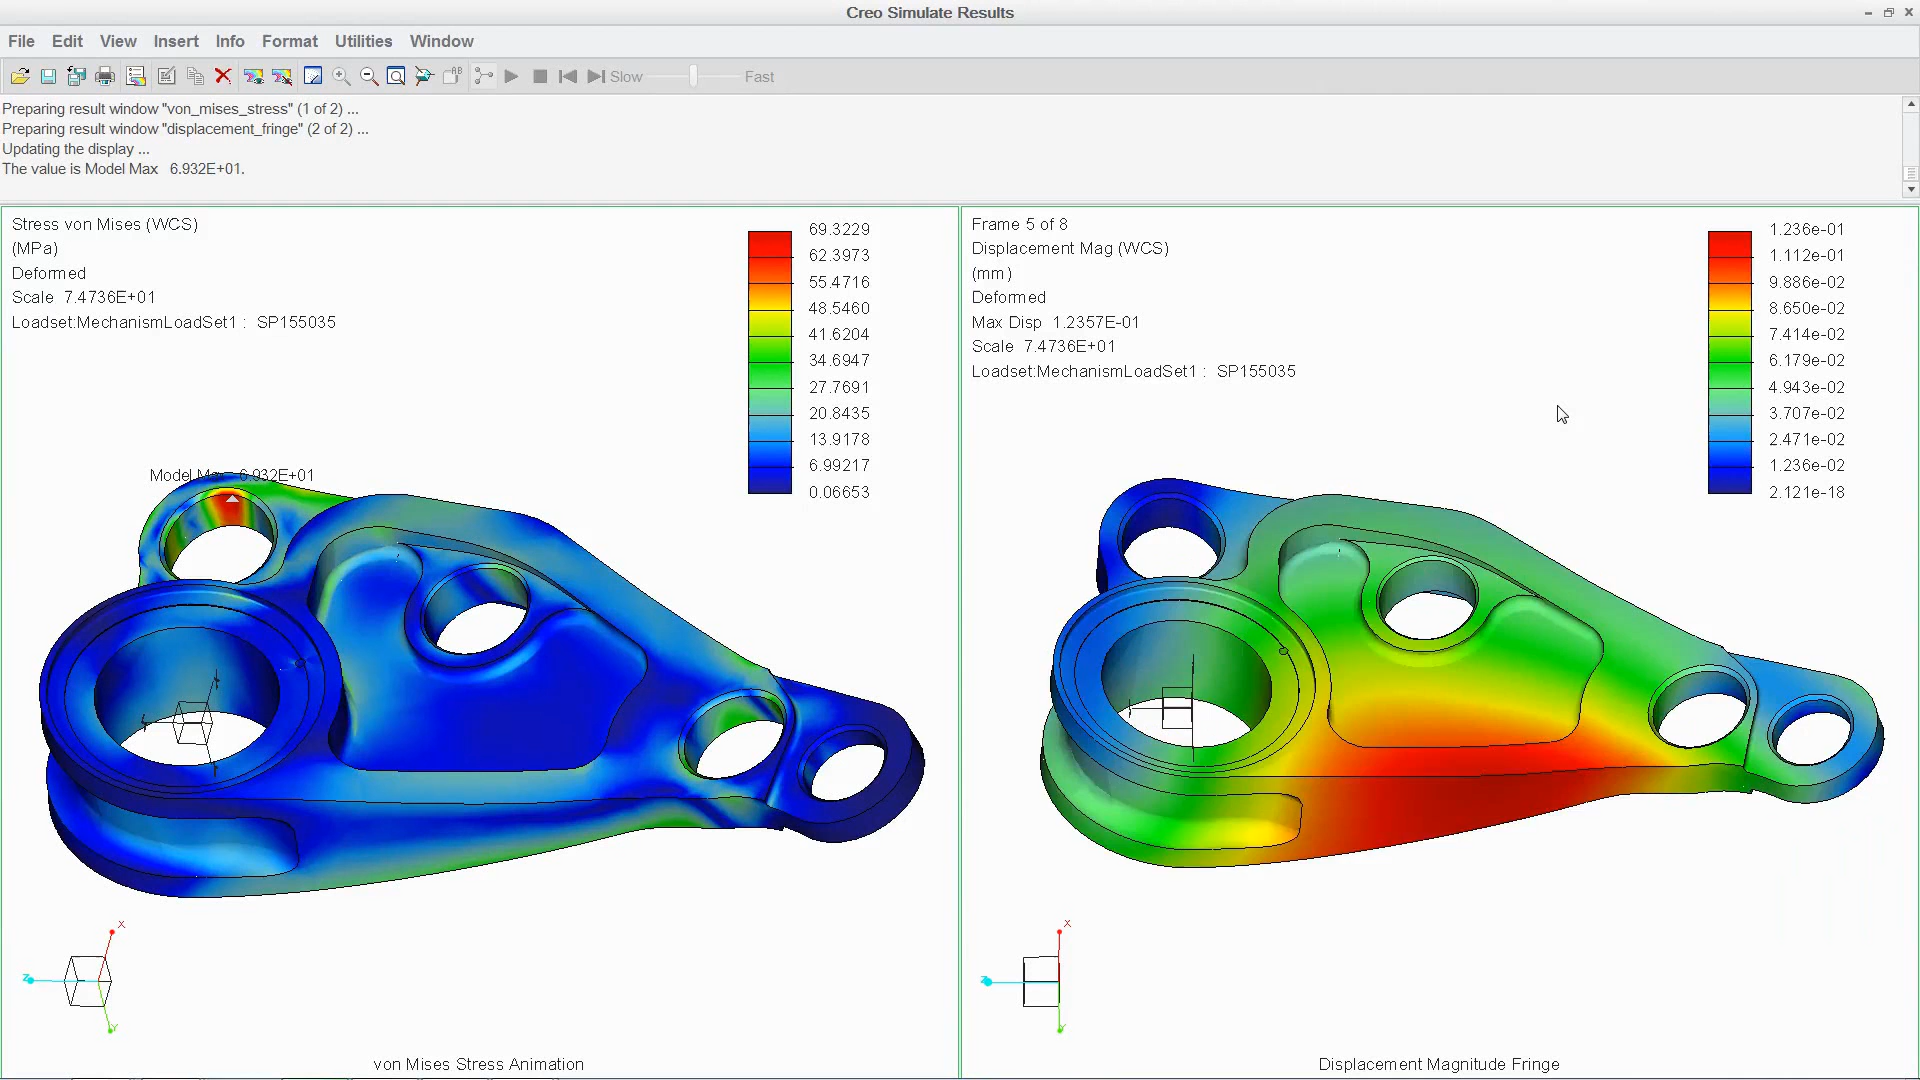 Creo Simulate Results
File Edit View Insert Info Format Utilities Window
Slow Fast
Preparing result window "von_mises_stress" (1 of 2) ...
Preparing result window "displacement_fringe" (2 of 2) ...
Updating the display ...
The value is Model Max 6.932E+01.
Stress von Mises (WCS)
(MPa)
Deformed
Scale 7.4736E+01
Loadset:MechanismLoadSet1 : SP155035
69.3229
62.3973
55.4716
48.5460
41.6204
34.6947
27.7691
20.8435
13.9178
6.99217
0.06653
Model Max 6.932E+01
X
Z
Y
von Mises Stress Animation
Frame 5 of 8
Displacement Mag (WCS)
(mm)
Deformed
Max Disp 1.2357E-01
Scale 7.4736E+01
Loadset:MechanismLoadSet1 : SP155035
1.236e-01
1.112e-01
9.886e-02
8.650e-02
7.414e-02
6.179e-02
4.943e-02
3.707e-02
2.471e-02
1.236e-02
2.121e-18
X
Z
Y
Displacement Magnitude Fringe